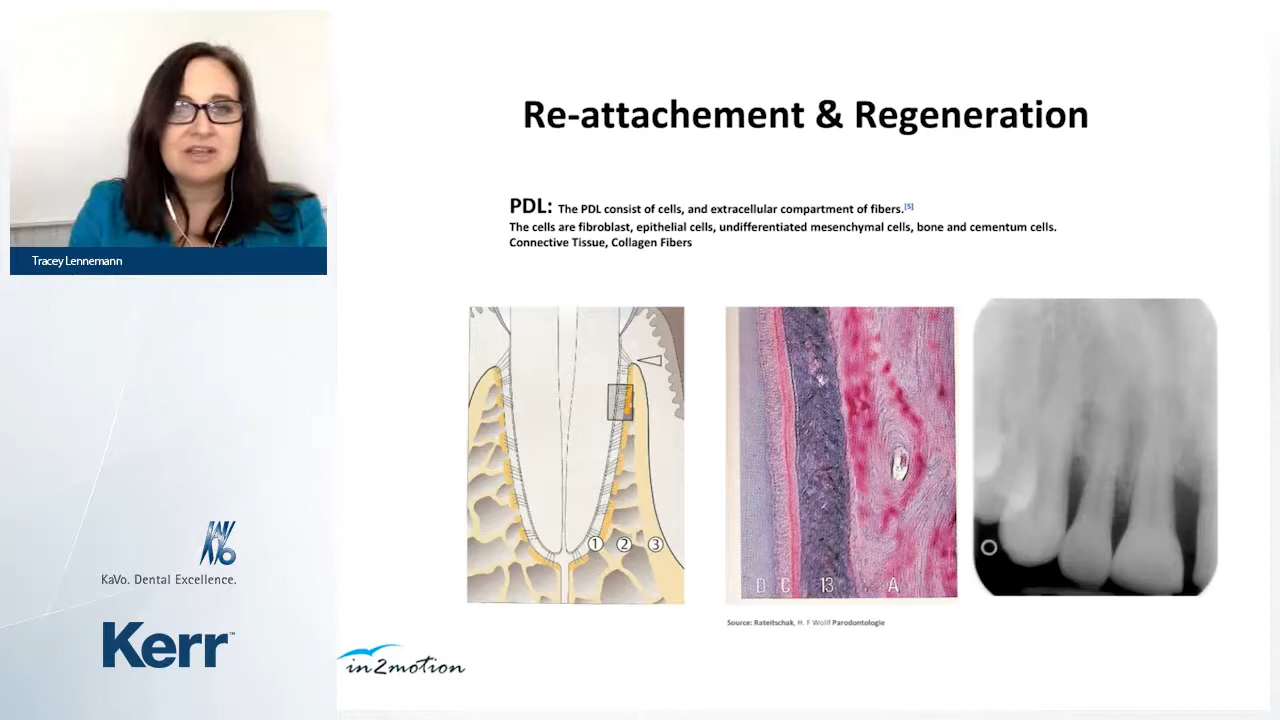 Re-attachement & Regeneration
PDL: The PDL consist of cells, and extracellular compartment of fibers.[5]
The cells are fibroblast, epithelial cells, undifferentiated mesenchymal cells, bone and cementum cells.
Connective Tissue, Collagen Fibers
Tracey Lennemann
1 2 3
D C 13 A
Source: Rateitschak, H. F Wollf Parodontologie
KaVo. Dental Excellence.
Kerr™
in2motion